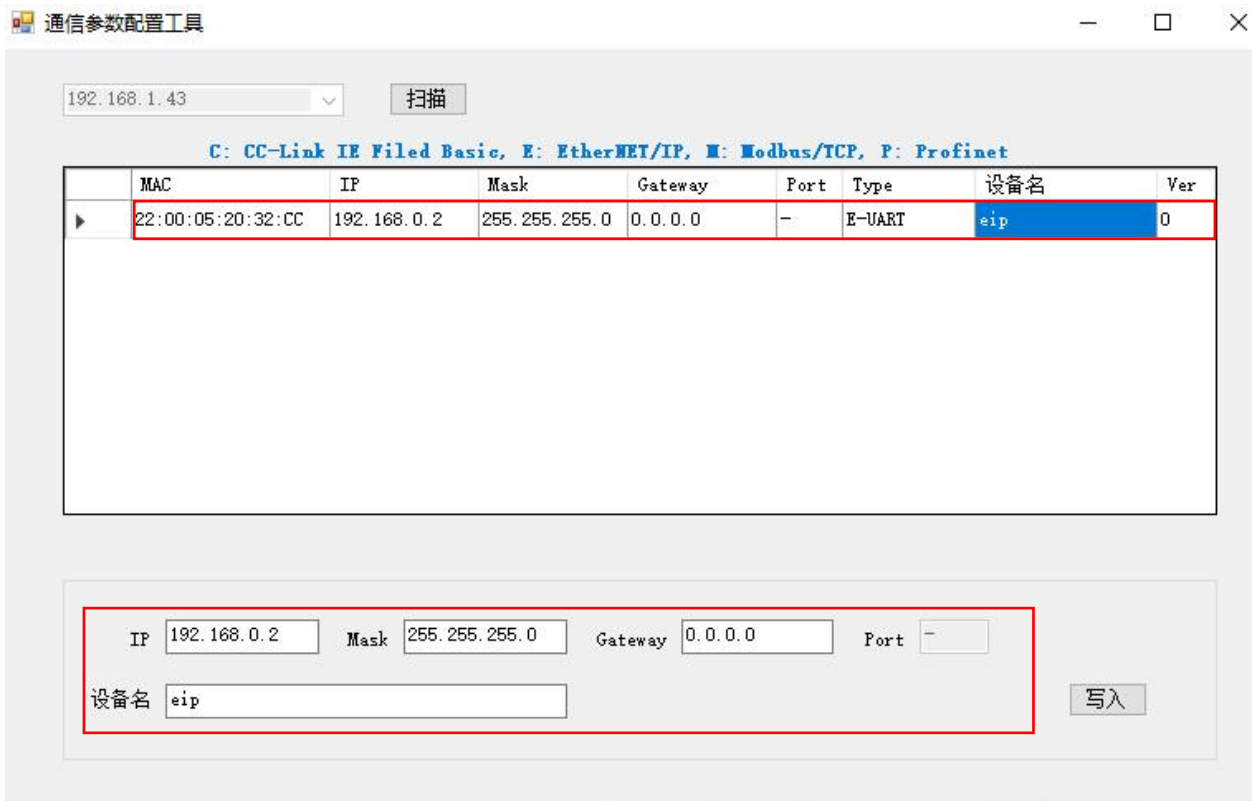 通信参数配置工具
192.168.1.43 扫描
C: CC-Link IE Filed Basic, E: EtherNET/IP, M: Modbus/TCP, P: Profinet
MAC IP Mask Gateway Port Type 设备名 Ver
22:00:05:20:32:CC 192.168.0.2 255.255.255.0 0.0.0.0 - E-UART eip 0
IP 192.168.0.2 Mask 255.255.255.0 Gateway 0.0.0.0 Port -
设备名 eip 写入